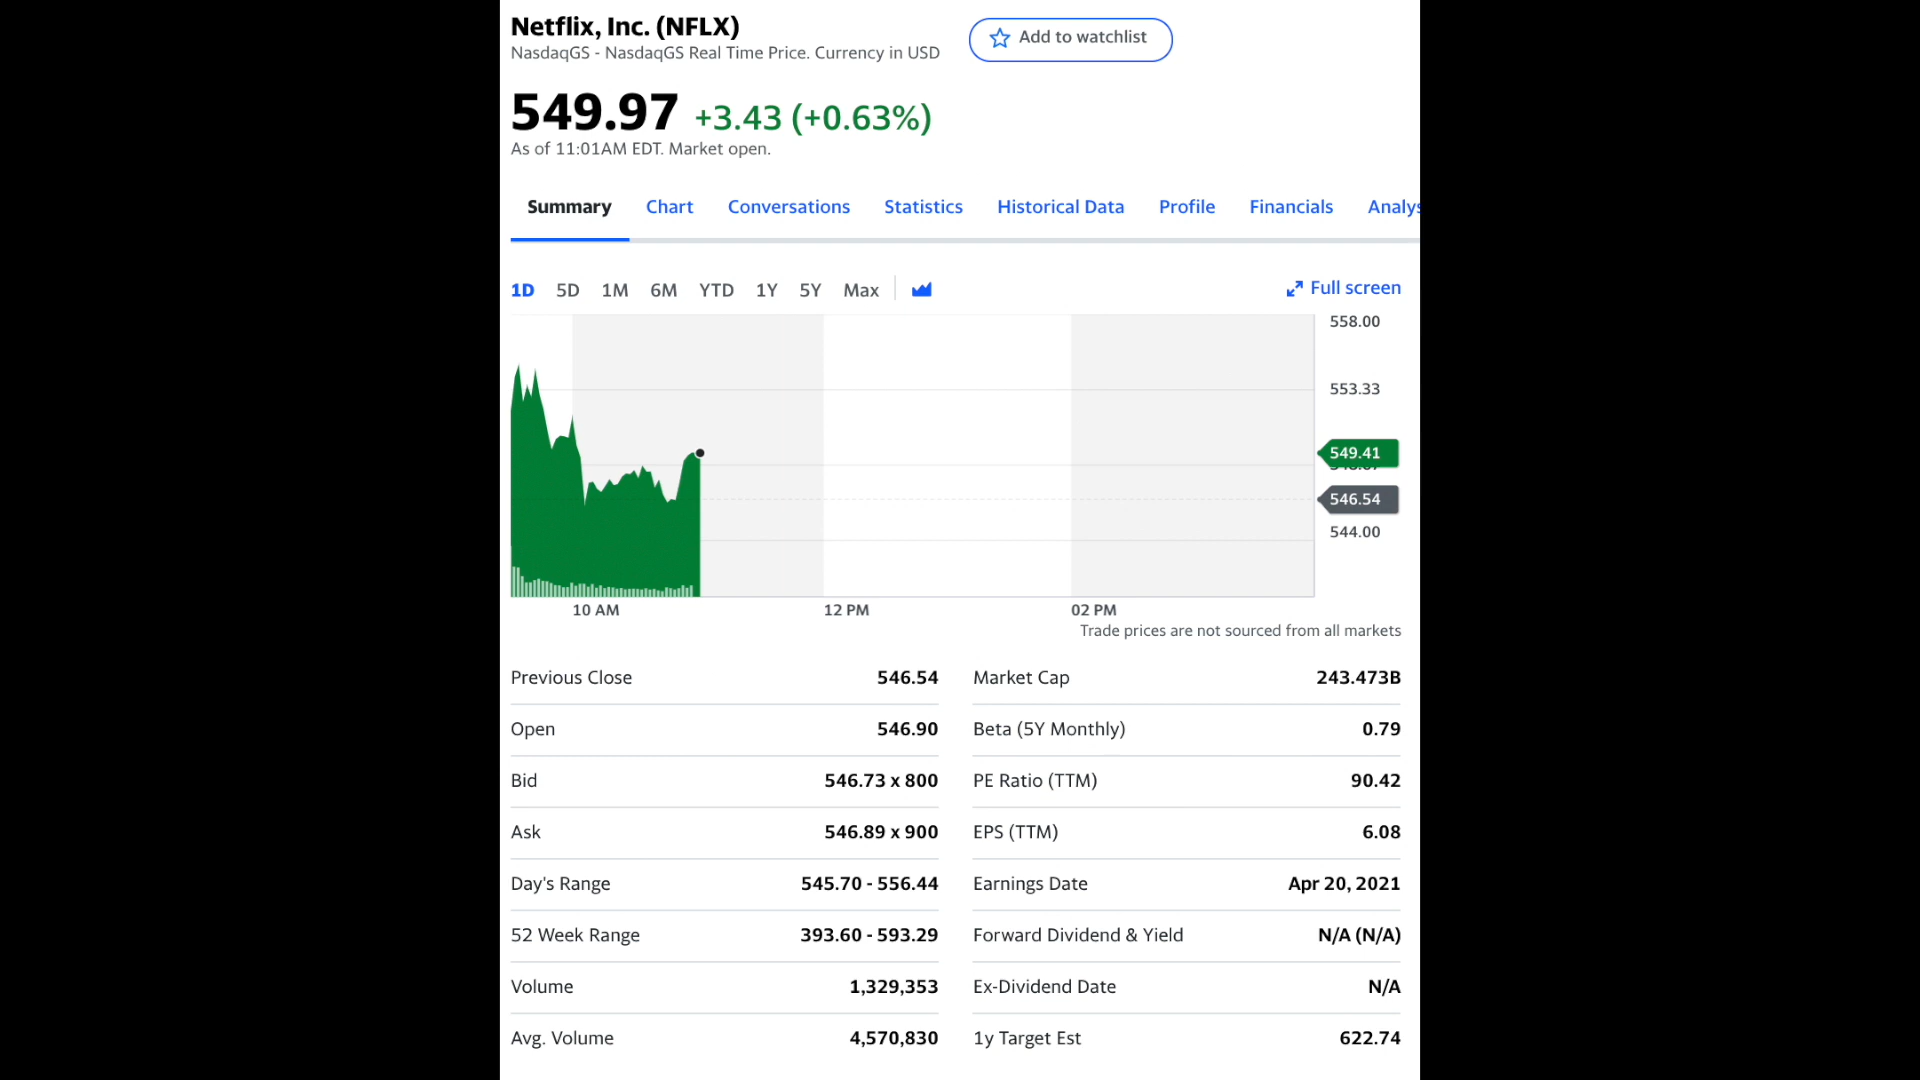 Netflix, Inc. (NFLX)
Add to watchlist
NasdaqGS - NasdaqGS Real Time Price. Currency in USD
549.97 +3.43 (+0.63%)
As of 11:01AM EDT. Market open.
Summary Chart Conversations Statistics Historical Data Profile Financials Analys
1D 5D 1M 6M YTD 1Y 5Y Max Full screen
558.00
553.33
549.41
546.54
544.00
10 AM 12 PM 02 PM
Trade prices are not sourced from all markets
Previous Close 546.54 Market Cap 243.473B
Open 546.90 Beta (5Y Monthly) 0.79
Bid 546.73 x 800 PE Ratio (TTM) 90.42
Ask 546.89 x 900 EPS (TTM) 6.08
Day's Range 545.70 - 556.44 Earnings Date Apr 20, 2021
52 Week Range 393.60 - 593.29 Forward Dividend & Yield N/A (N/A)
Volume 1,329,353 Ex-Dividend Date N/A
Avg. Volume 4,570,830 1y Target Est 622.74